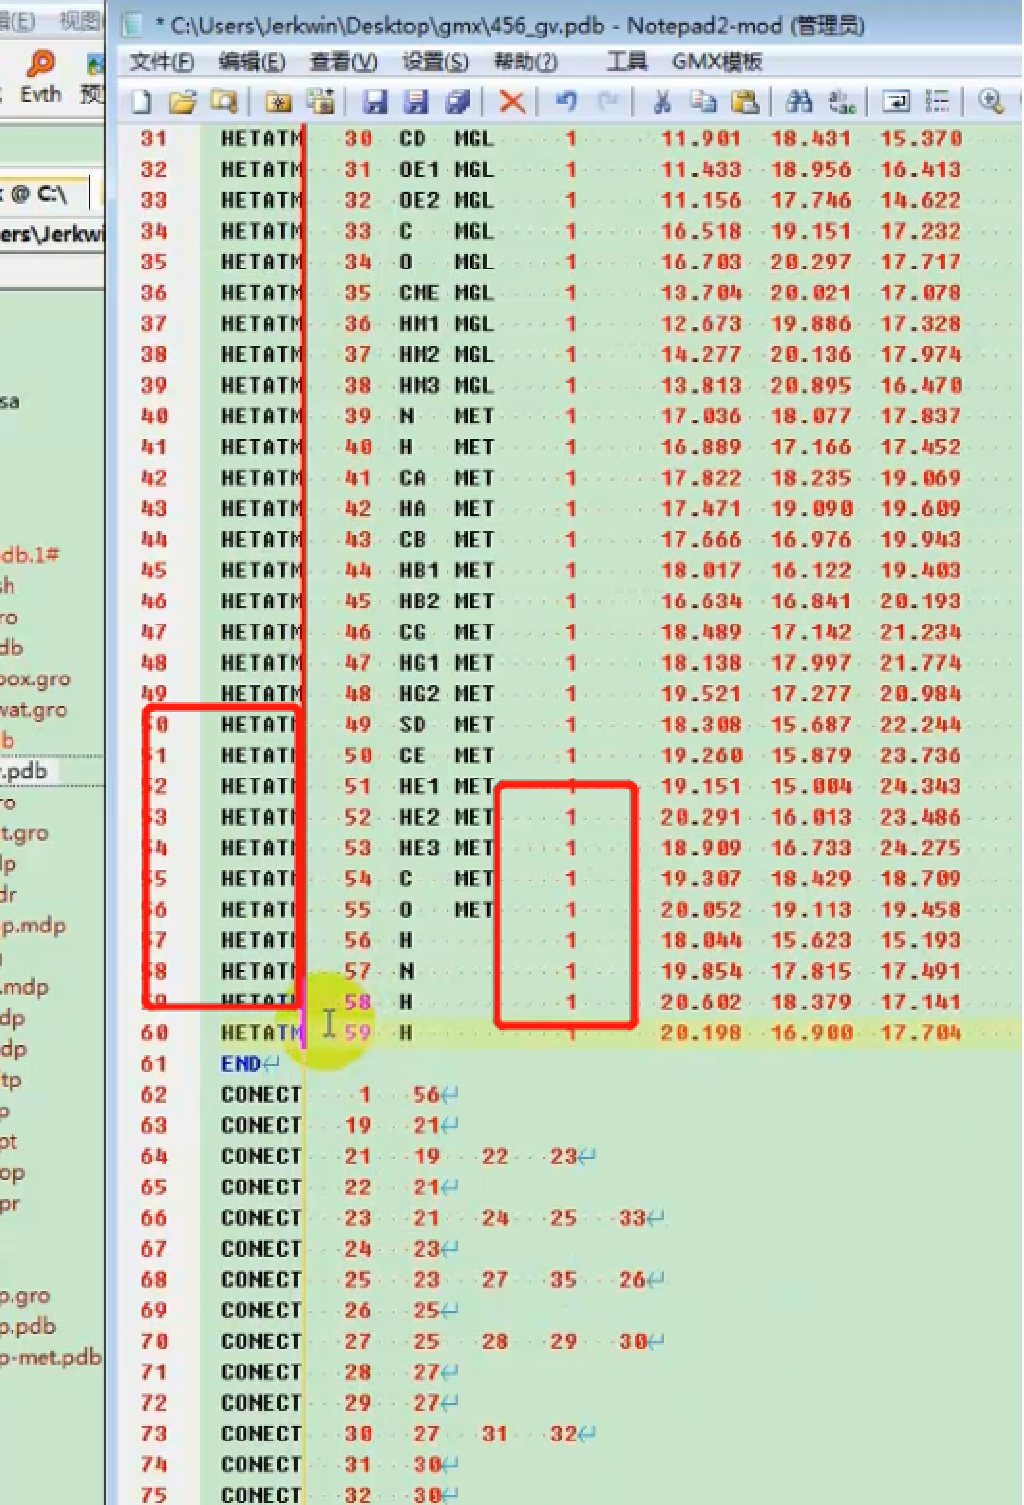 辑(E) 视图
* C:\Users\Jerkwin\Desktop\gmx\456_gv.pdb - Notepad2-mod (管理员)
文件(F) 编辑(E) 查看(V) 设置(S) 帮助(?) 工具 GMX模板
Evth 预
@ C:\
ers\Jerkwi
31 HETATM 30 CD MGL 1 11.901 18.431 15.370
32 HETATM 31 OE1 MGL 1 11.433 18.956 16.413
33 HETATM 32 OE2 MGL 1 11.156 17.746 14.622
34 HETATM 33 C MGL 1 16.518 19.151 17.232
35 HETATM 34 O MGL 1 16.703 20.297 17.717
36 HETATM 35 CME MGL 1 13.704 20.021 17.078
37 HETATM 36 HM1 MGL 1 12.673 19.886 17.328
38 HETATM 37 HM2 MGL 1 14.277 20.136 17.974
39 HETATM 38 HM3 MGL 1 13.813 20.895 16.470
40 HETATM 39 N MET 1 17.036 18.077 17.837
41 HETATM 40 H MET 1 16.889 17.166 17.452
42 HETATM 41 CA MET 1 17.822 18.235 19.069
43 HETATM 42 HA MET 1 17.471 19.090 19.609
44 HETATM 43 CB MET 1 17.666 16.976 19.943
45 HETATM 44 HB1 MET 1 18.017 16.122 19.403
46 HETATM 45 HB2 MET 1 16.634 16.841 20.193
47 HETATM 46 CG MET 1 18.489 17.142 21.234
48 HETATM 47 HG1 MET 1 18.138 17.997 21.774
49 HETATM 48 HG2 MET 1 19.521 17.277 20.984
50 HETATM 49 SD MET 1 18.308 15.687 22.244
51 HETATM 50 CE MET 1 19.260 15.879 23.736
52 HETATM 51 HE1 MET 1 19.151 15.004 24.343
53 HETATM 52 HE2 MET 1 20.291 16.013 23.486
54 HETATM 53 HE3 MET 1 18.909 16.733 24.275
55 HETATM 54 C MET 1 19.307 18.429 18.709
56 HETATM 55 O MET 1 20.052 19.113 19.458
57 HETATM 56 H 1 18.044 15.623 15.193
58 HETATM 57 N 1 19.854 17.815 17.491
59 HETATM 58 H 1 20.602 18.379 17.141
60 HETATM 59 H 1 20.198 16.900 17.704
61 END
62 CONECT 1 56
63 CONECT 19 21
64 CONECT 21 19 22 23
65 CONECT 22 21
66 CONECT 23 21 24 25 33
67 CONECT 24 23
68 CONECT 25 23 27 35 26
69 CONECT 26 25
70 CONECT 27 25 28 29 30
71 CONECT 28 27
72 CONECT 29 27
73 CONECT 30 27 31 32
74 CONECT 31 30
75 CONECT 32 30
sa
db.1#
sh
ro
db
box.gro
wat.gro
b
.pdb
ro
t.gro
lp
dr
p.mdp
.mdp
dp
dp
tp
p
pt
op
pr
p.gro
p.pdb
p-met.pdb